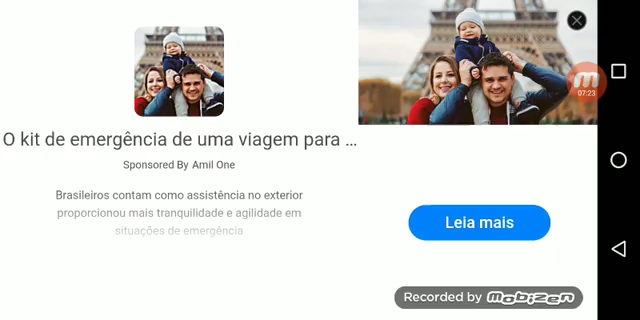 O kit de emergência de uma viagem para ...
Sponsored By Amil One
Brasileiros contam como assistência no exterior
proporcionou mais tranquilidade e agilidade em
situações de emergência
07:23
Leia mais
Recorded by mobizen